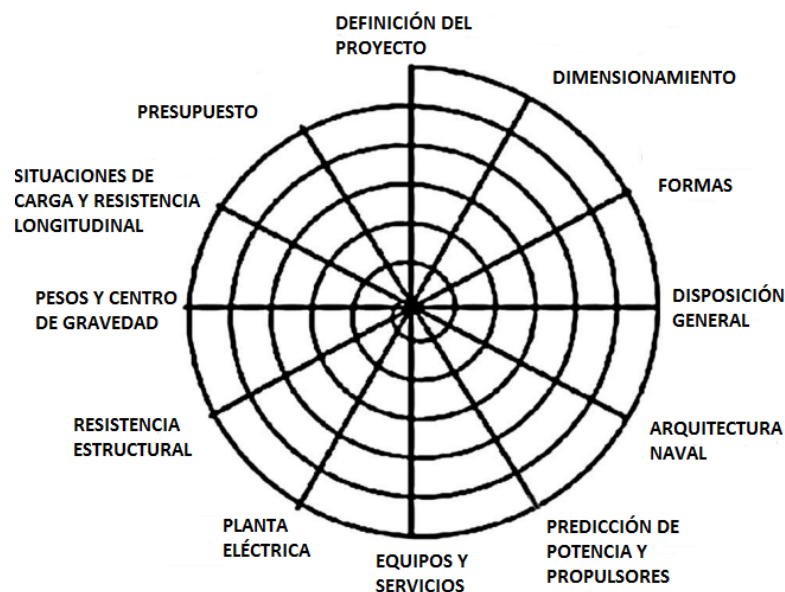 DEFINICIÓN DEL
PROYECTO
DIMENSIONAMIENTO
FORMAS
DISPOSICIÓN
GENERAL
ARQUITECTURA
NAVAL
PREDICCIÓN DE
POTENCIA Y
PROPULSORES
EQUIPOS Y
SERVICIOS
PLANTA
ELÉCTRICA
RESISTENCIA
ESTRUCTURAL
PESOS Y CENTRO
DE GRAVEDAD
SITUACIONES DE
CARGA Y RESISTENCIA
LONGITUDINAL
PRESUPUESTO